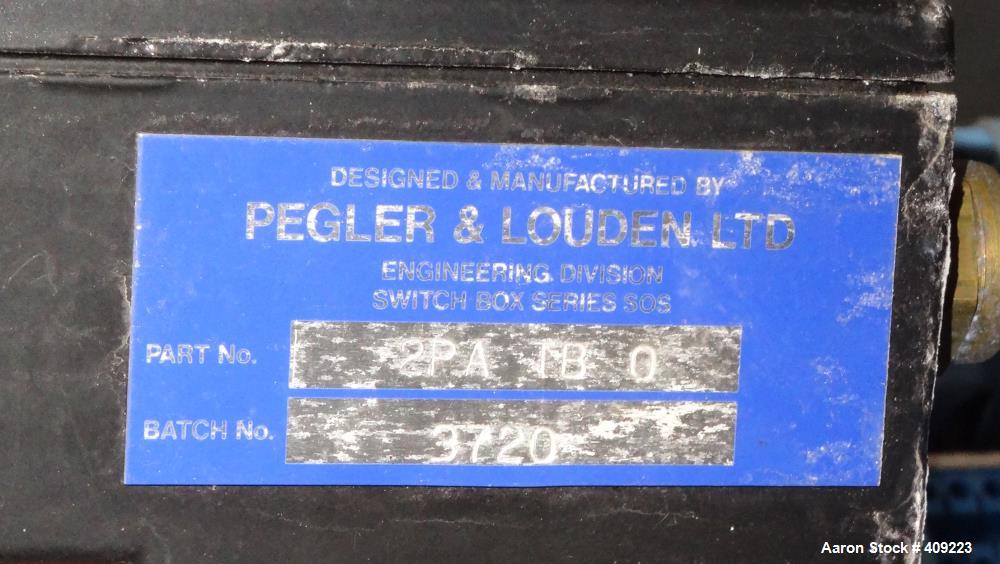 DESIGNED & MANUFACTURED BY
PEGLER & LOUDEN LTD
ENGINEERING DIVISION
SWITCH BOX SERIES SOS
PART No. 2PA 1B 0
BATCH No. 3720
Aaron Stock # 409223